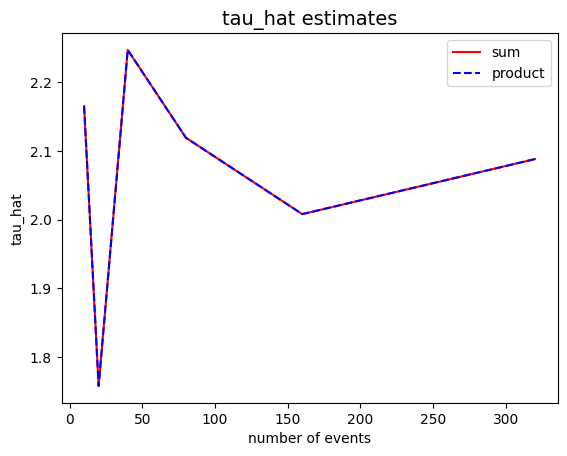 tau_hat estimates
sum
product
tau_hat
2.2
2.1
2.0
1.9
1.8
0
50
100
150
200
250
300
number of events